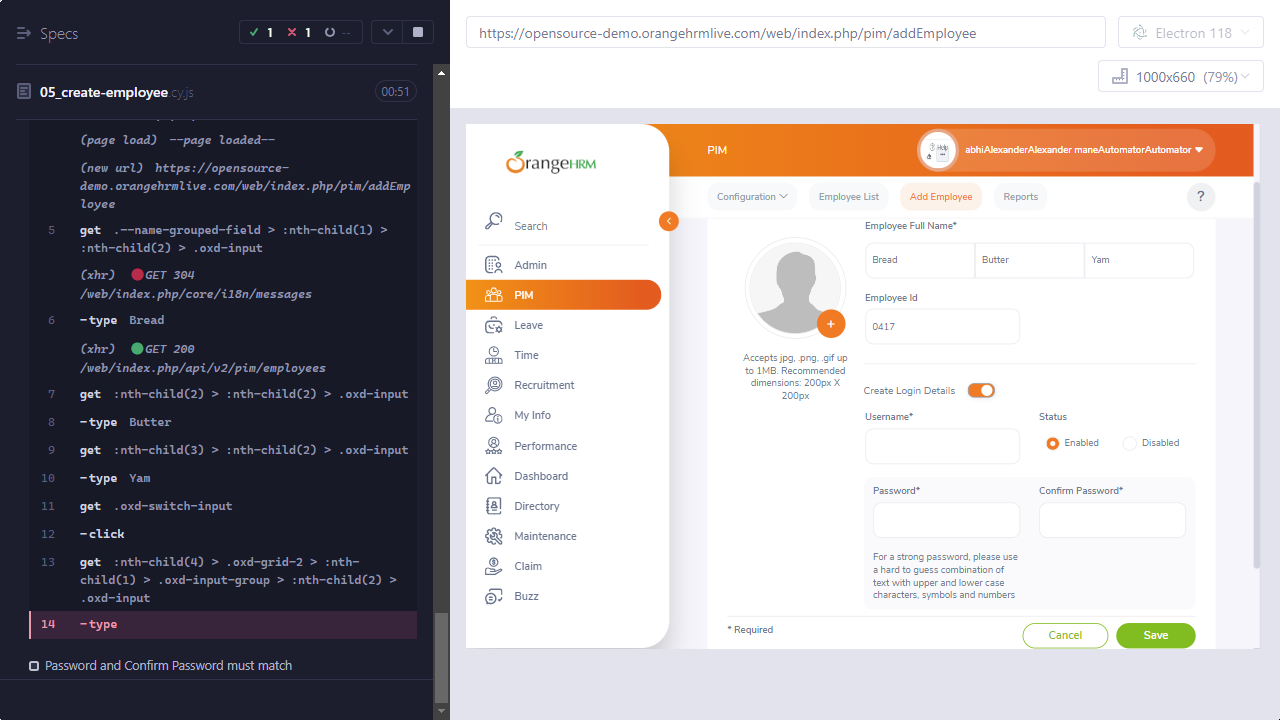 Specs
1
1
--
05_create-employee.cy.js
00:51
(page load) --page loaded--
(new url) https://opensource-
demo.orangehrmlive.com/web/index.php/pim/addEmp
loyee
5 get .--name-grouped-field > :nth-child(1) >
:nth-child(2) > .oxd-input
(xhr) GET 304
/web/index.php/core/i18n/messages
6 -type Bread
(xhr) GET 200
/web/index.php/api/v2/pim/employees
7 get :nth-child(2) > :nth-child(2) > .oxd-input
8 -type Butter
9 get :nth-child(3) > :nth-child(2) > .oxd-input
10 -type Yam
11 get .oxd-switch-input
12 -click
13 get :nth-child(4) > .oxd-grid-2 > :nth-
child(1) > .oxd-input-group > :nth-child(2) >
.oxd-input
14 -type
Password and Confirm Password must match
https://opensource-demo.orangehrmlive.com/web/index.php/pim/addEmployee
Electron 118
1000x660 (79%)
OrangeHRM
Search
Admin
PIM
Leave
Time
Recruitment
My Info
Performance
Dashboard
Directory
Maintenance
Claim
Buzz
PIM
Help
abhiAlexanderAlexander maneAutomatorAutomator
Configuration
Employee List
Add Employee
Reports
?
Employee Full Name*
Bread
Butter
Yam
Employee Id
0417
Accepts jpg, .png, .gif up
to 1MB. Recommended
dimensions: 200px X
200px
Create Login Details
Username*
Status
Enabled
Disabled
Password*
Confirm Password*
For a strong password, please use
a hard to guess combination of
text with upper and lower case
characters, symbols and numbers
* Required
Cancel
Save